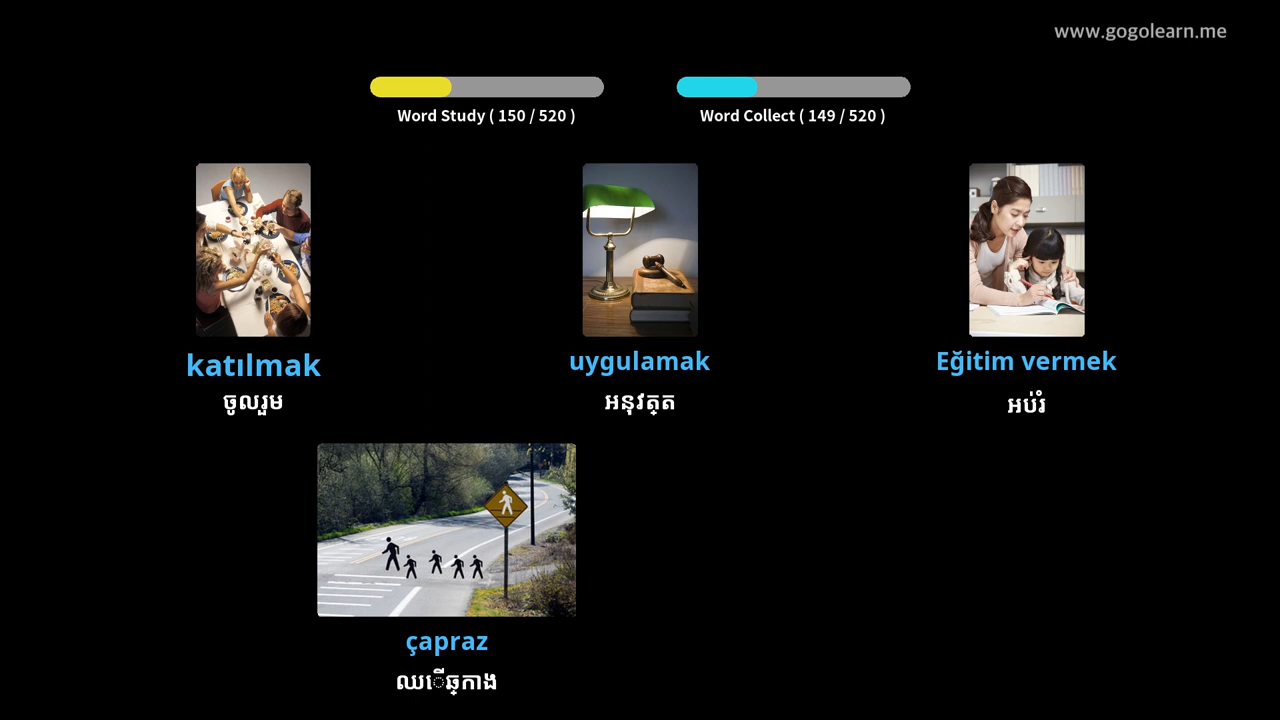 www.gogolearn.me
Word Study ( 150 / 520 )
Word Collect ( 149 / 520 )
katılmak
uygulamak
Eğitim vermek
ចូលរួម
អនុវត្ត
អប់រំ
çapraz
ឈើឆ្កាង